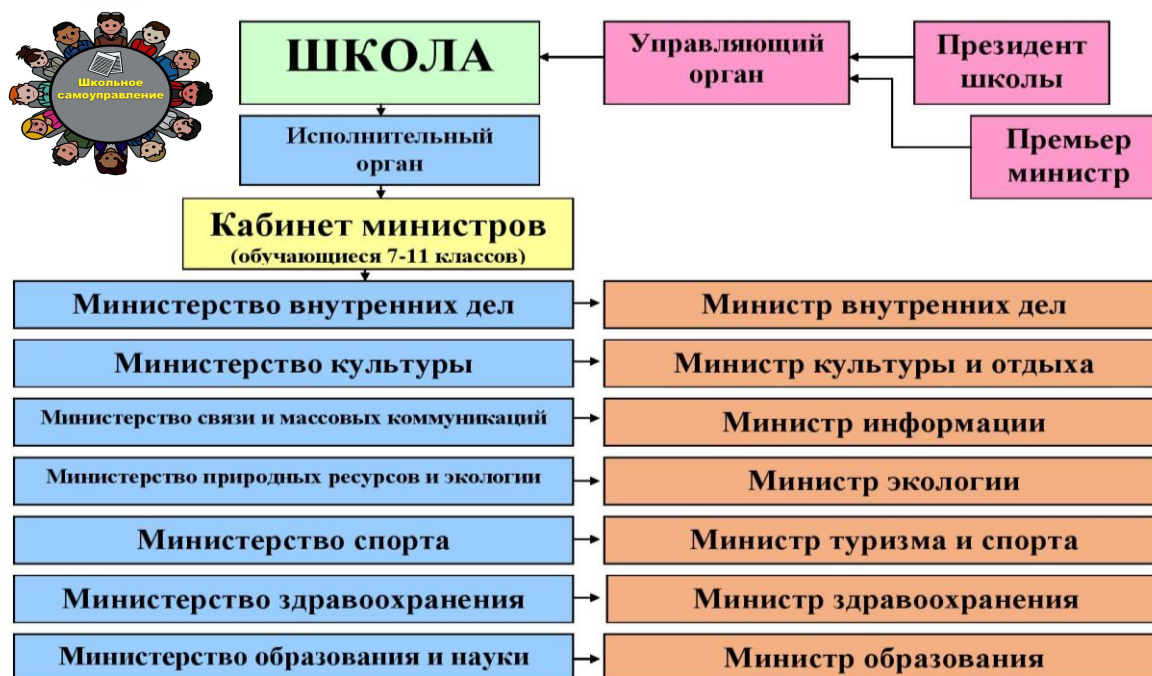 Школьное
самоуправление
ШКОЛА
Управляющий
орган
Президент
школы
Исполнительный
орган
Премьер
министр
Кабинет министров
(обучающиеся 7-11 классов)
Министерство внутренних дел
Министр внутренних дел
Министерство культуры
Министр культуры и отдыха
Министерство связи и массовых коммуникаций
Министр информации
Министерство природных ресурсов и экологии
Министр экологии
Министерство спорта
Министр туризма и спорта
Министерство здравоохранения
Министр здравоохранения
Министерство образования и науки
Министр образования